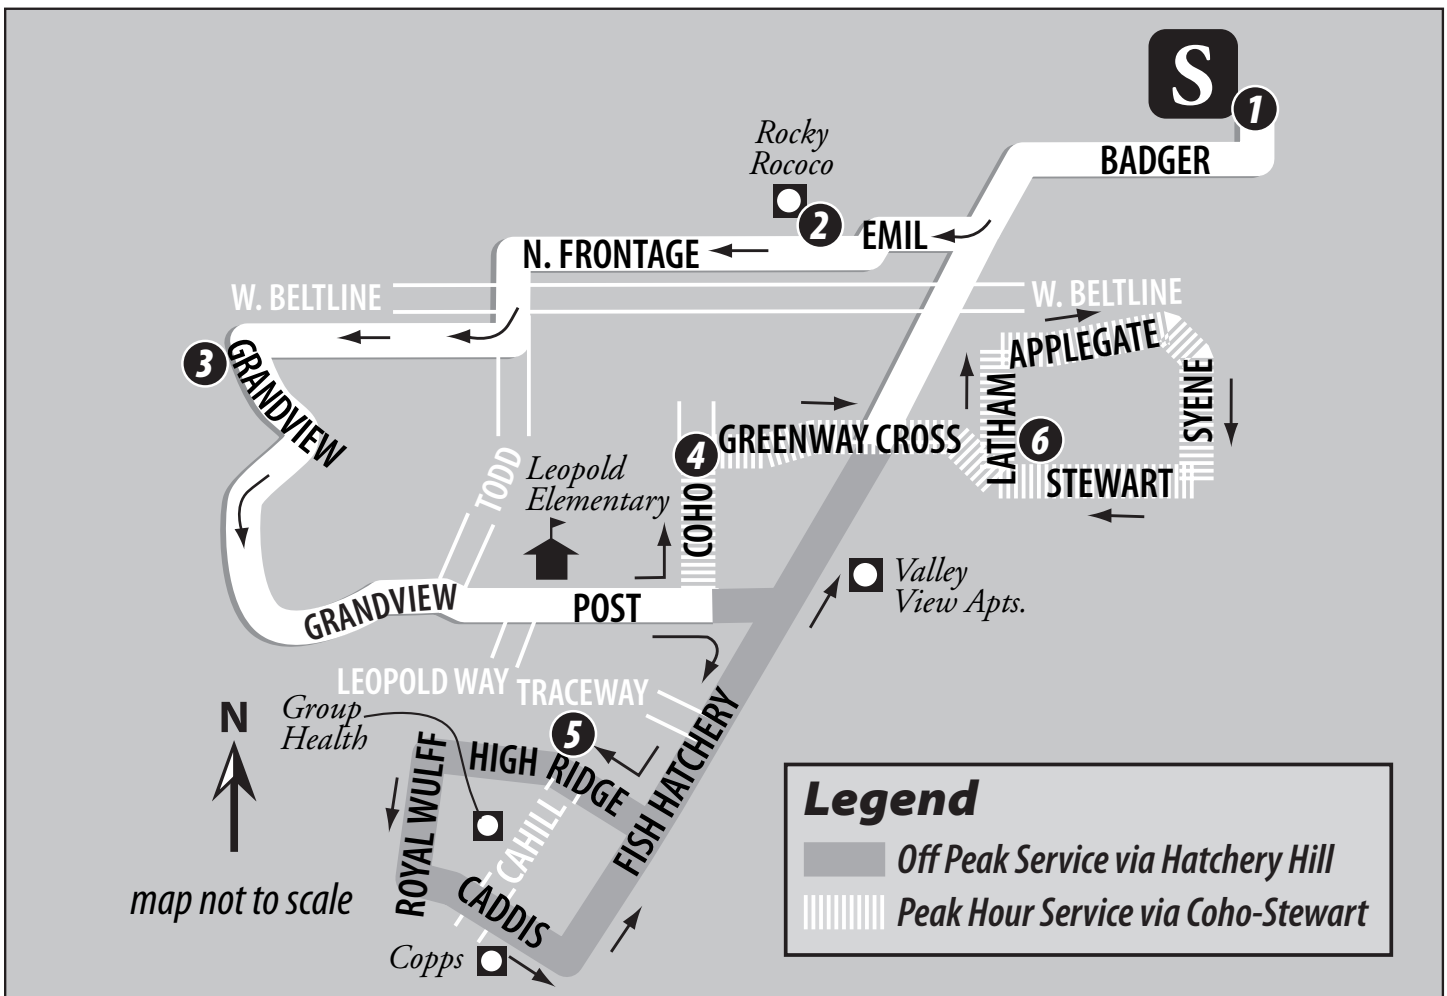 S
1
BADGER
Rocky
Rococo
2
EMIL
N. FRONTAGE
W. BELTLINE
W. BELTLINE
APPLEGATE
3
GRANDVIEW
SYENE
LATHAM
6
STEWART
4
GREENWAY CROSS
TODD
Leopold
Elementary
COHO
Valley
View Apts.
GRANDVIEW
POST
LEOPOLD WAY
TRACEWAY
N
Group
Health
5
HIGH RIDGE
FISH HATCHERY
ROYAL WULFF
CAHILL
CADDIS
Copps
map not to scale
Legend
Off Peak Service via Hatchery Hill
Peak Hour Service via Coho-Stewart